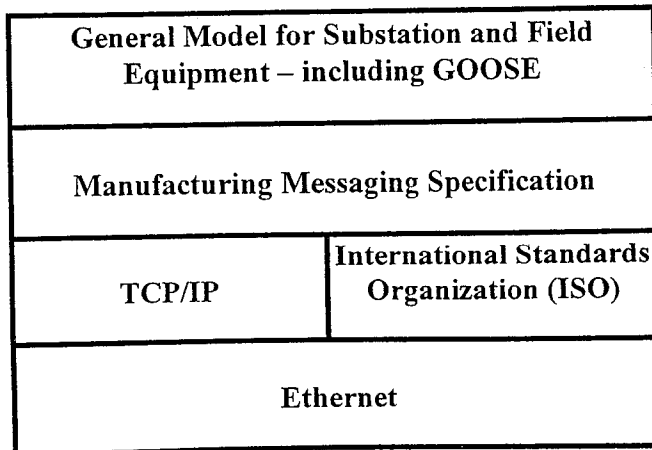 General Model for Substation and Field
Equipment – including GOOSE
Manufacturing Messaging Specification
TCP/IP
International Standards
Organization (ISO)
Ethernet